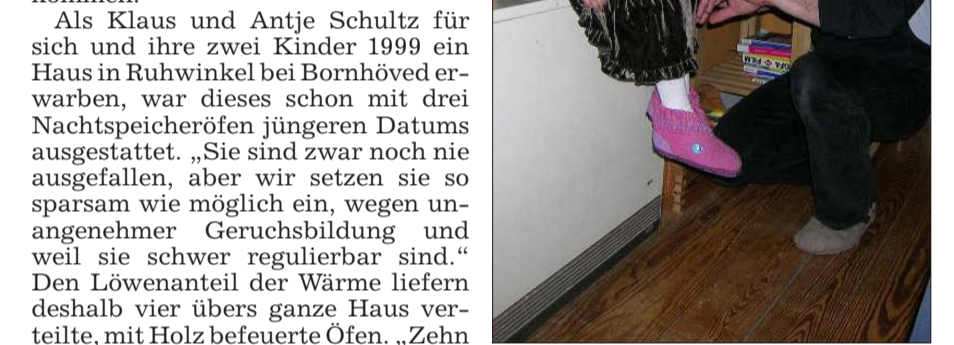 Als Klaus und Antje Schultz für
sich und ihre zwei Kinder 1999 ein
Haus in Ruhwinkel bei Bornhöved er-
warben, war dieses schon mit drei
Nachtspeicheröfen jüngeren Datums
ausgestattet. „Sie sind zwar noch nie
ausgefallen, aber wir setzen sie so
sparsam wie möglich ein, wegen un-
angenehmer Geruchsbildung und
weil sie schwer regulierbar sind.“
Den Löwenanteil der Wärme liefern
deshalb vier übers ganze Haus ver-
teilte, mit Holz befeuerte Öfen. „Zehn